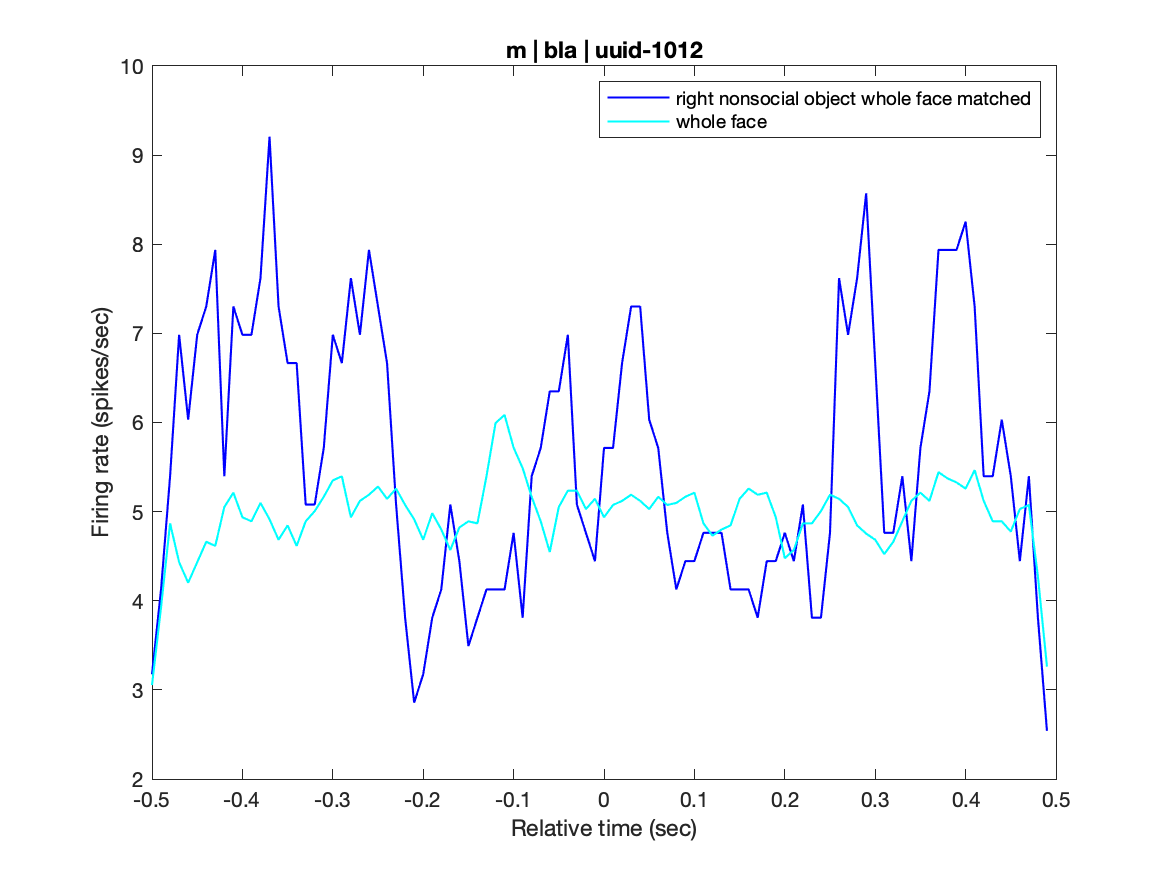 m | bla | uuid-1012
right nonsocial object whole face matched
whole face
Firing rate (spikes/sec)
10
9
8
7
6
5
4
3
2
-0.5 -0.4 -0.3 -0.2 -0.1 0 0.1 0.2 0.3 0.4 0.5
Relative time (sec)